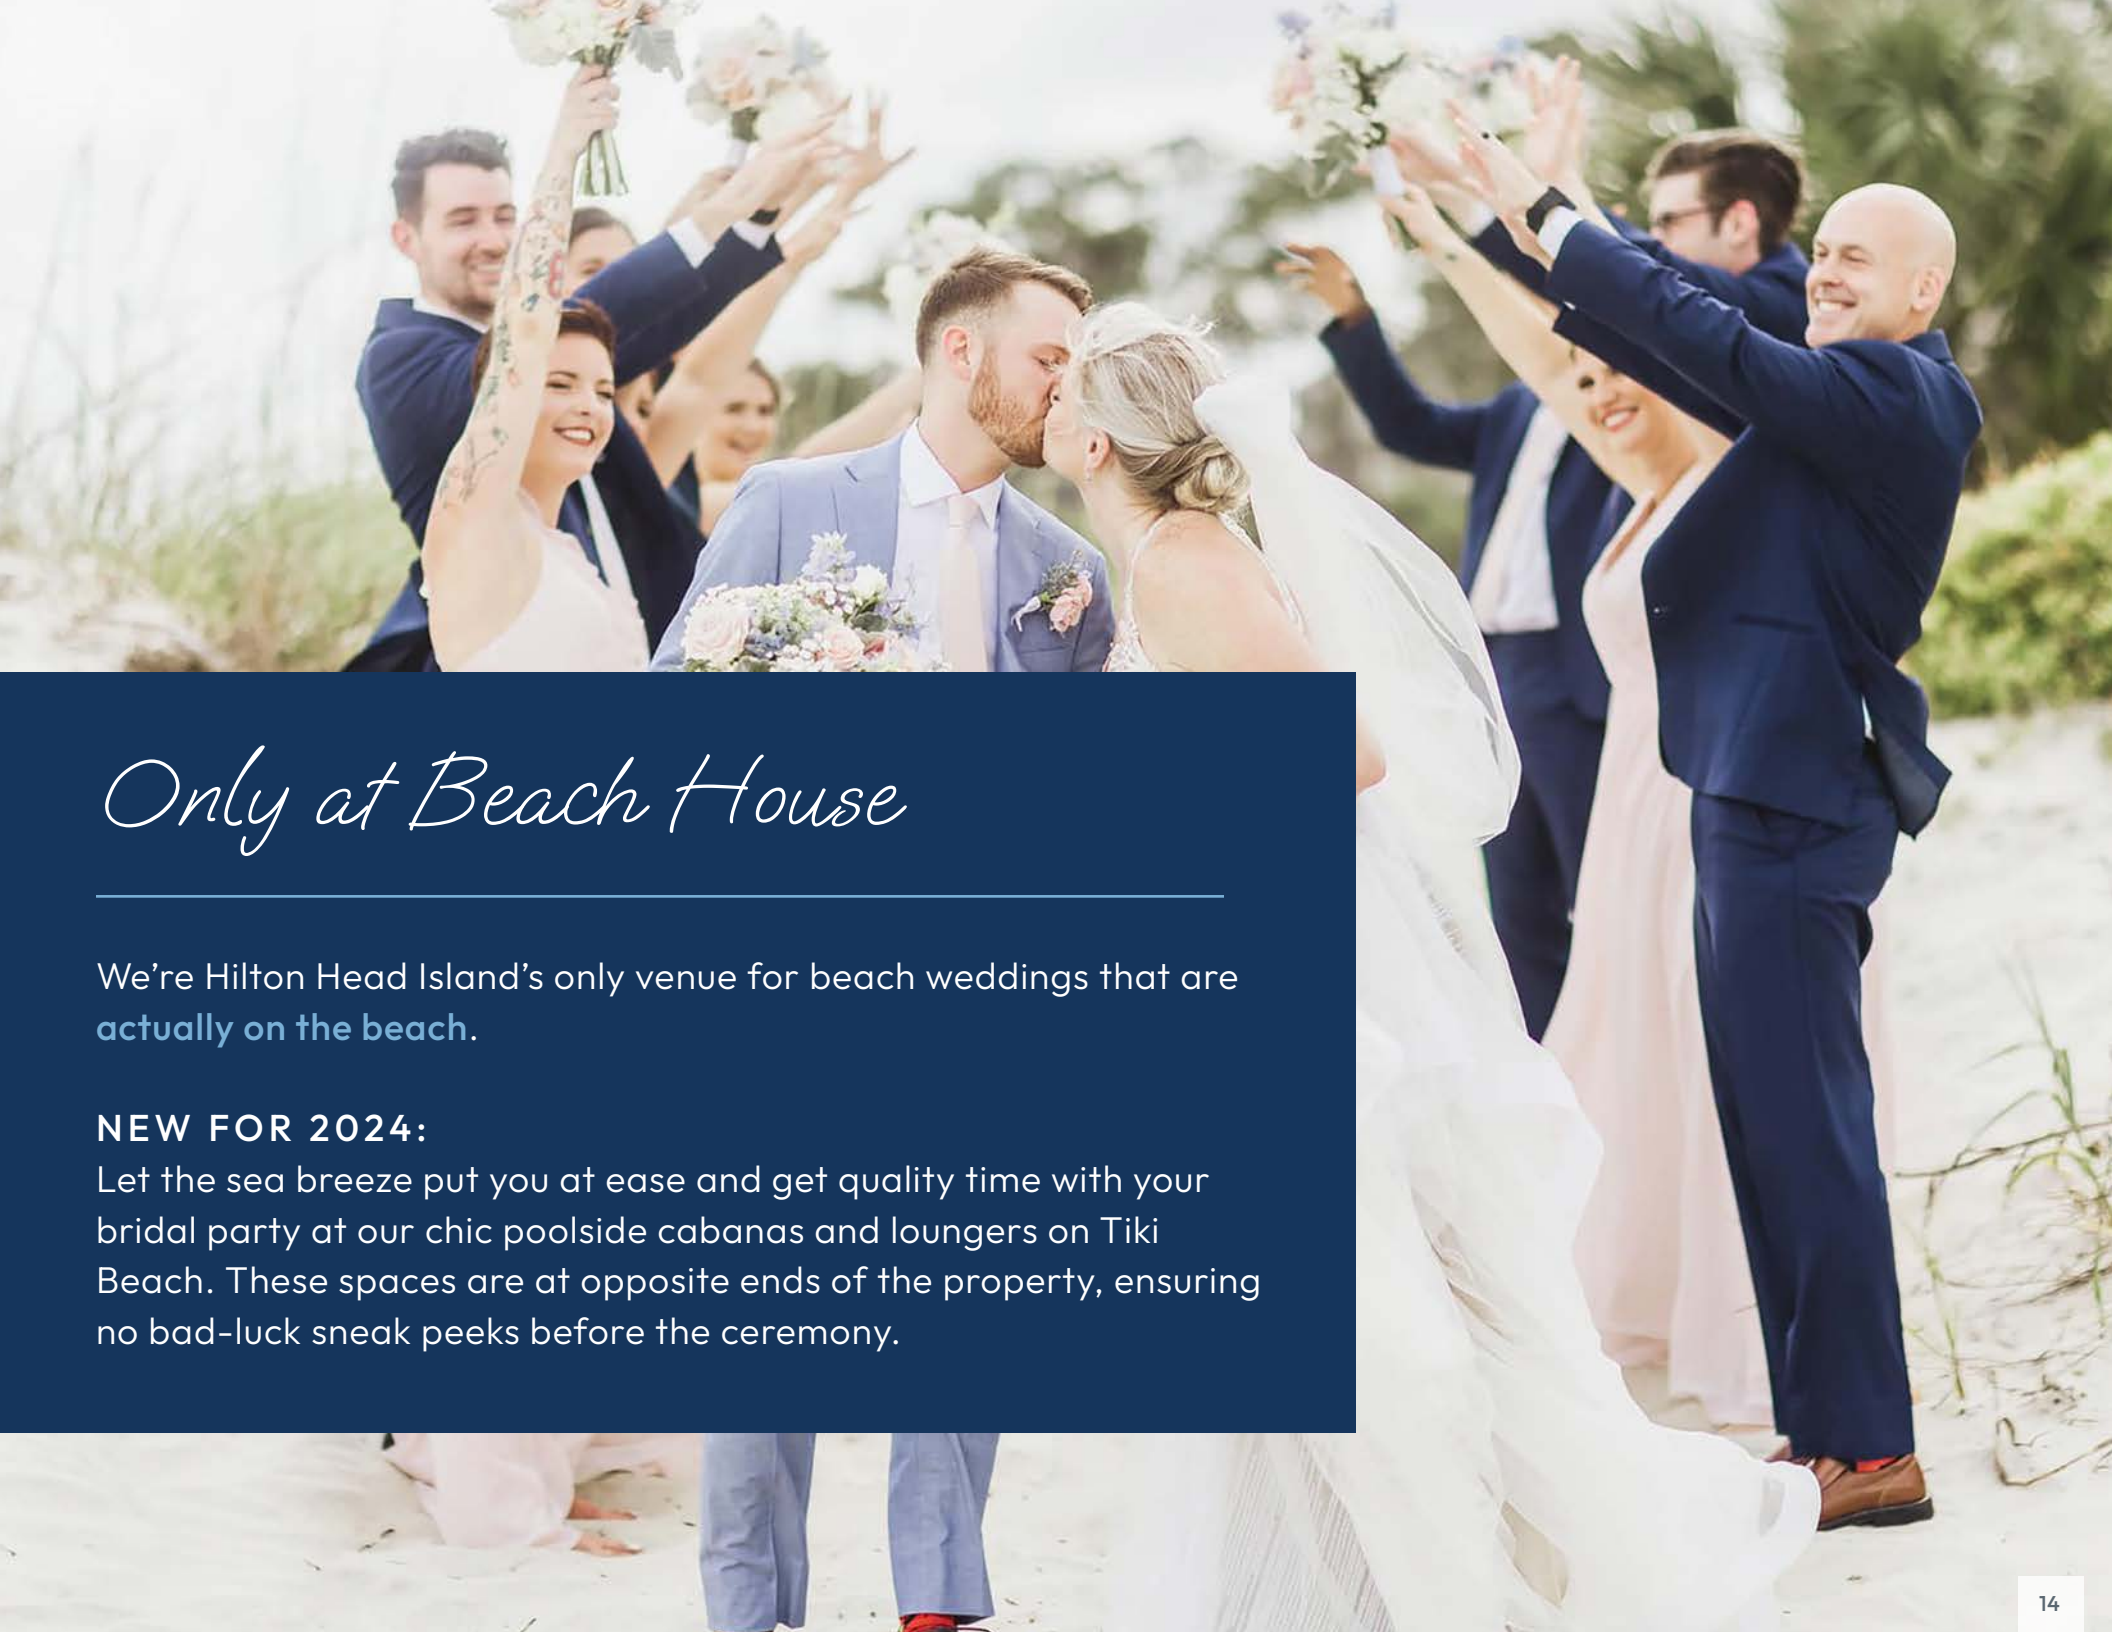 Only at Beach House
We’re Hilton Head Island’s only venue for beach weddings that are
actually on the beach.
NEW FOR 2024:
Let the sea breeze put you at ease and get quality time with your
bridal party at our chic poolside cabanas and loungers on Tiki
Beach. These spaces are at opposite ends of the property, ensuring
no bad-luck sneak peeks before the ceremony.
14